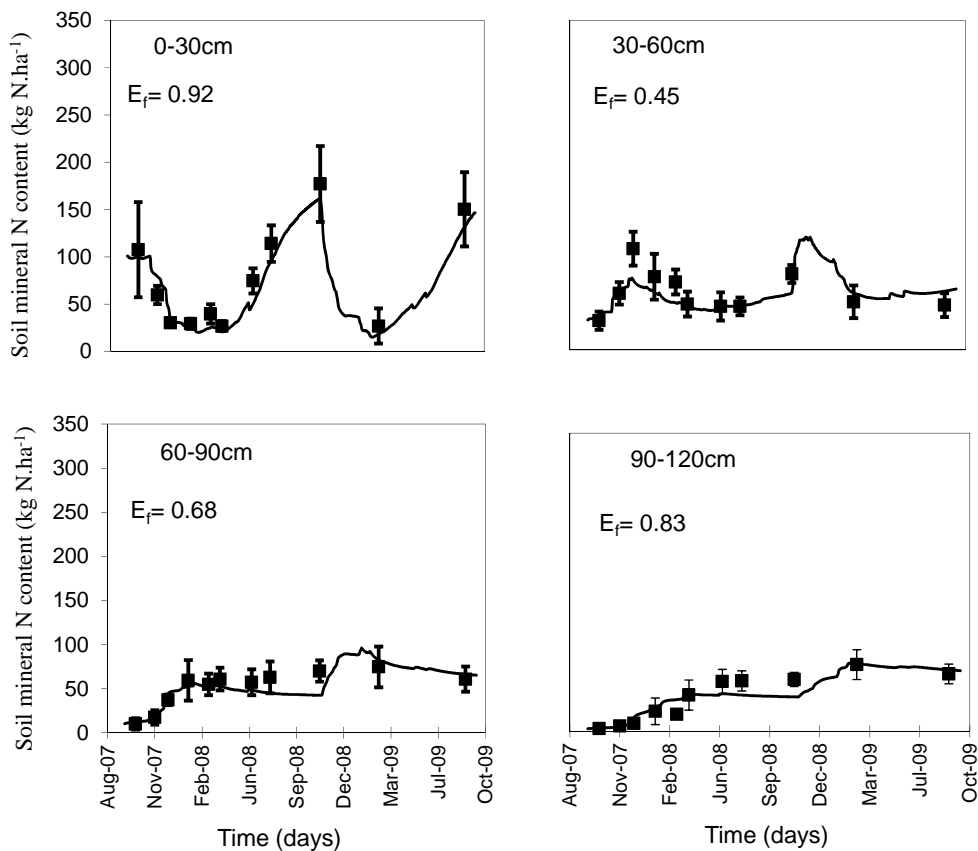 Soil mineral N content (kg N.ha⁻¹)
350
300
250
200
150
100
50
0
0-30cm
E_f= 0.92
30-60cm
E_f= 0.45
Soil mineral N content (kg N.ha⁻¹)
350
300
250
200
150
100
50
0
60-90cm
E_f= 0.68
Aug-07
Nov-07
Feb-08
Jun-08
Sep-08
Dec-08
Mar-09
Jul-09
Oct-09
Time (days)
90-120cm
E_f= 0.83
Aug-07
Nov-07
Feb-08
Jun-08
Sep-08
Dec-08
Mar-09
Jul-09
Oct-09
Time (days)